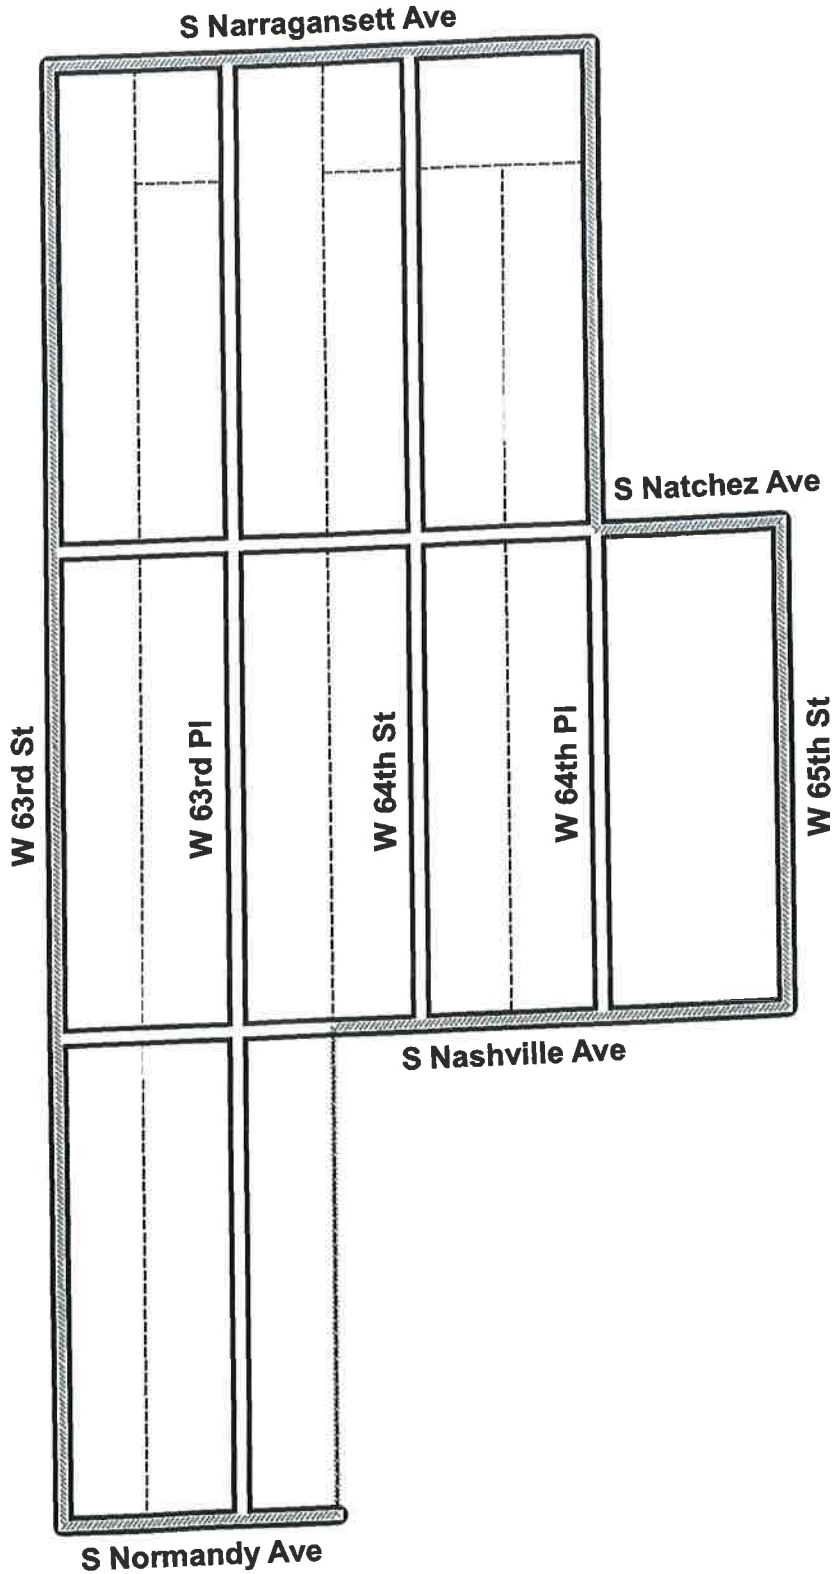 S Narragansett Ave
S Natchez Ave
W 63rd St
W 63rd Pl
W 64th St
W 64th Pl
W 65th St
S Nashville Ave
S Normandy Ave